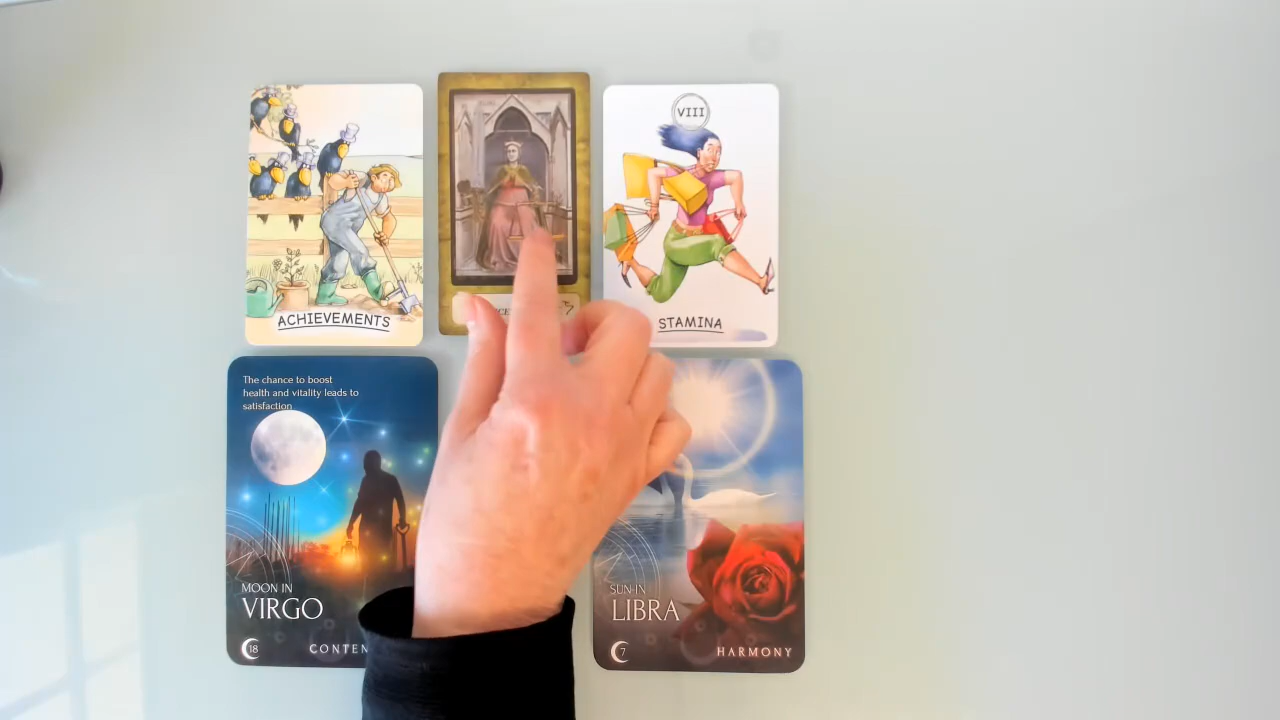 VIII
ACHIEVEMENTS
STAMINA
The chance to boost
health and vitality leads to
satisfaction
MOON IN
VIRGO
18
SUN IN
LIBRA
7
HARMONY